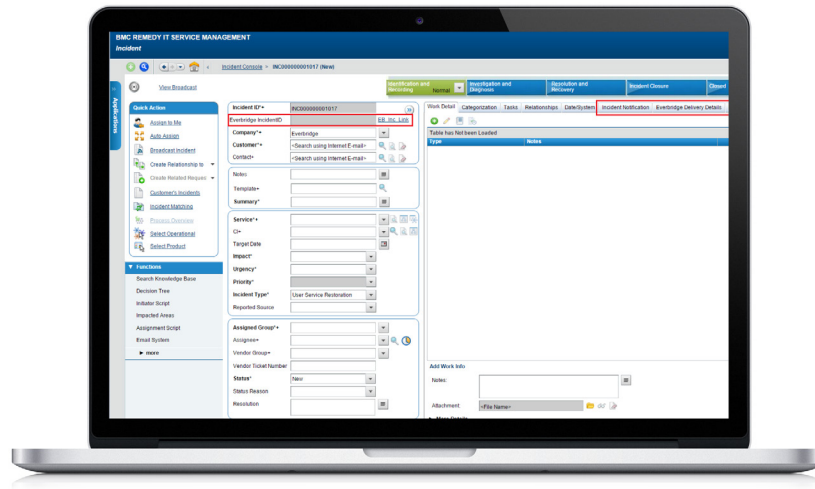 BMC REMEDY IT SERVICE MANAGEMENT
Incident
Incident Console > INC000000001017 (New)
View Broadcast
Identification and Recording
Normal
Investigation and Diagnosis
Resolution and Recovery
Incident Closure
Closed
Applications
Quick Action
Assign to Me
Auto Assign
Broadcast Incident
Create Relationship to
Create Related Request
Customer's Incidents
Incident Matching
Process Overview
Select Operational
Select Product
Functions
Search Knowledge Base
Decision Tree
Initiator Script
Impacted Areas
Assignment Script
Email System
more
Incident ID*+
INC000000001017
Everbridge IncidentID
EB_Inc_Link
Company*+
Everbridge
Customer*+
<Search using Internet E-mail>
Contact+
<Search using Internet E-mail>
Notes
Template+
Summary*
Service*+
CI+
Target Date
Impact*
Urgency*
Priority*
Incident Type*
User Service Restoration
Reported Source
Assigned Group*+
Assignee+
Vendor Group+
Vendor Ticket Number
Status*
New
Status Reason
Resolution
Work Detail Categorization Tasks Relationships Date/System Incident Notification Everbridge Delivery Details
Table has Not been Loaded
Type Notes
Add Work Info
Notes:
Attachment:
<File Name>
More Details